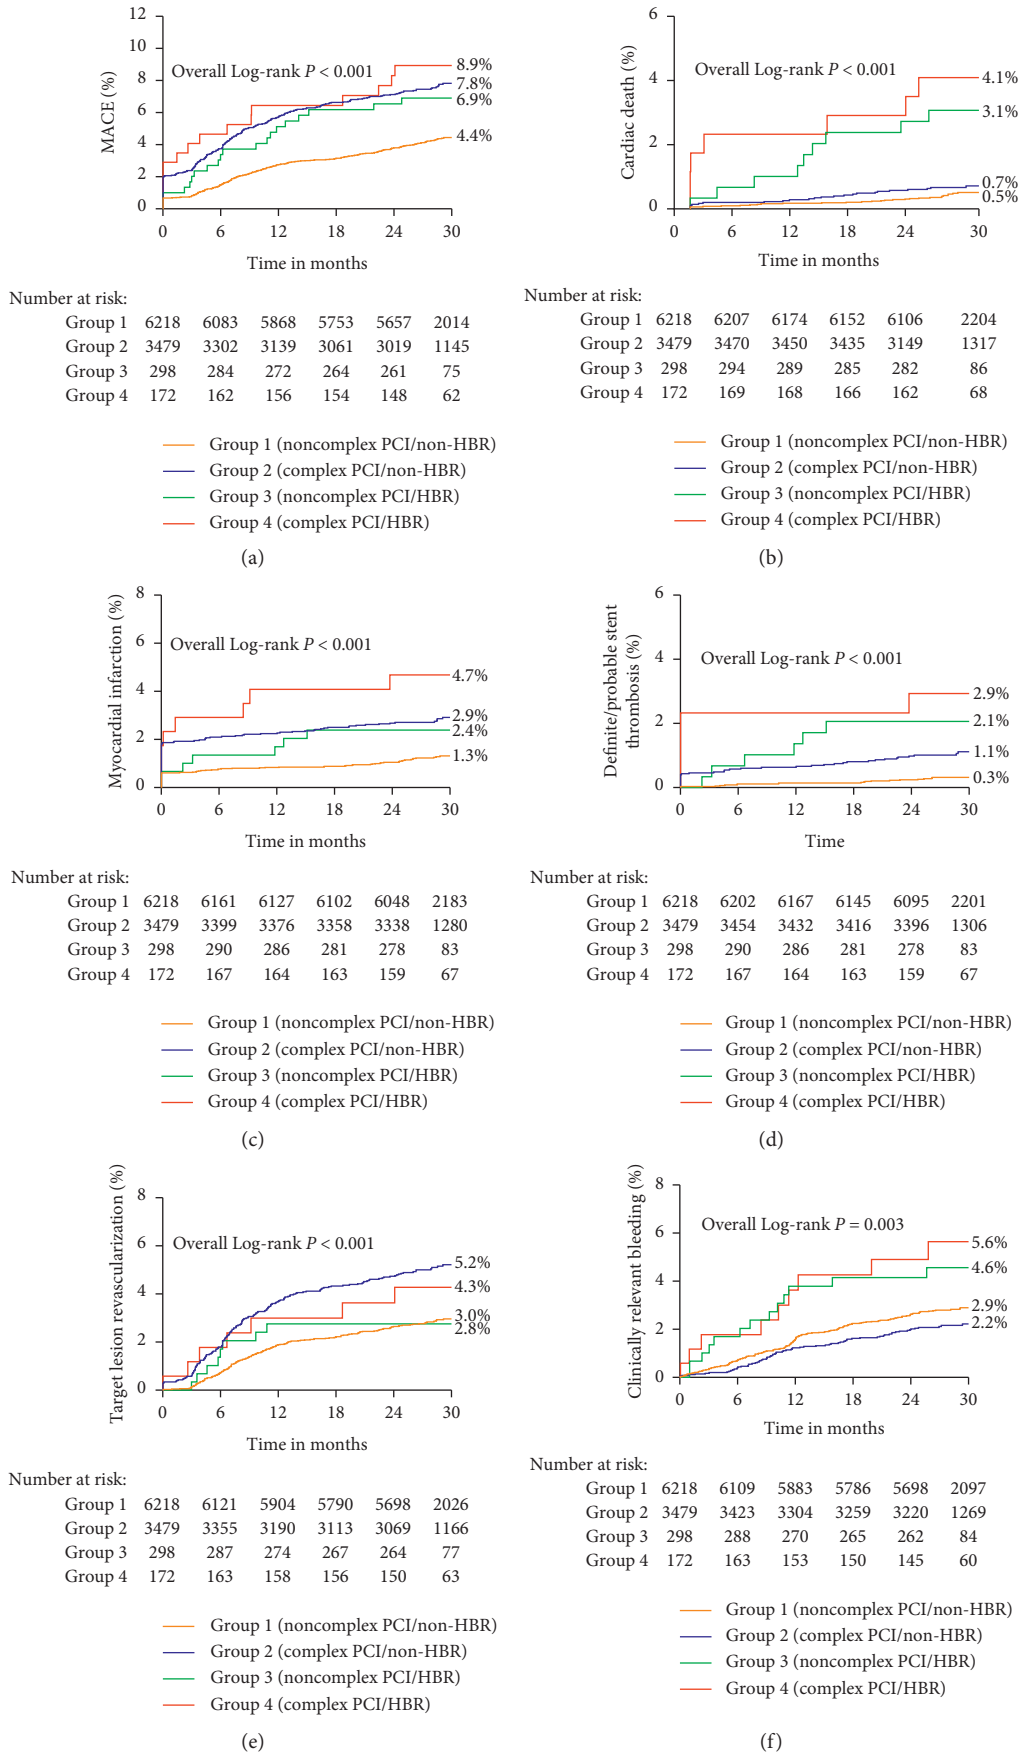 12
10
8
6
4
2
0
MACE (%)
Overall Log-rank P < 0.001
8.9%
7.8%
6.9%
4.4%
0 6 12 18 24 30
Time in months
Number at risk:
Group 1 6218 6083 5868 5753 5657 2014
Group 2 3479 3302 3139 3061 3019 1145
Group 3 298 284 272 264 261 75
Group 4 172 162 156 154 148 62
Group 1 (noncomplex PCI/non-HBR)
Group 2 (complex PCI/non-HBR)
Group 3 (noncomplex PCI/HBR)
Group 4 (complex PCI/HBR)
(a)
6
4
2
0
Cardiac death (%)
Overall Log-rank P < 0.001
4.1%
3.1%
0.7%
0.5%
0 6 12 18 24 30
Time in months
Number at risk:
Group 1 6218 6207 6174 6152 6106 2204
Group 2 3479 3470 3450 3435 3149 1317
Group 3 298 294 289 285 282 86
Group 4 172 169 168 166 162 68
Group 1 (noncomplex PCI/non-HBR)
Group 2 (complex PCI/non-HBR)
Group 3 (noncomplex PCI/HBR)
Group 4 (complex PCI/HBR)
(b)
8
6
4
2
0
Myocardial infarction (%)
Overall Log-rank P < 0.001
4.7%
2.9%
2.4%
1.3%
0 6 12 18 24 30
Time in months
Number at risk:
Group 1 6218 6161 6127 6102 6048 2183
Group 2 3479 3399 3376 3358 3338 1280
Group 3 298 290 286 281 278 83
Group 4 172 167 164 163 159 67
Group 1 (noncomplex PCI/non-HBR)
Group 2 (complex PCI/non-HBR)
Group 3 (noncomplex PCI/HBR)
Group 4 (complex PCI/HBR)
(c)
6
4
2
0
Definite/probable stent
thrombosis (%)
Overall Log-rank P < 0.001
2.9%
2.1%
1.1%
0.3%
0 6 12 18 24 30
Time
Number at risk:
Group 1 6218 6202 6167 6145 6095 2201
Group 2 3479 3454 3432 3416 3396 1306
Group 3 298 290 286 281 278 83
Group 4 172 167 164 163 159 67
Group 1 (noncomplex PCI/non-HBR)
Group 2 (complex PCI/non-HBR)
Group 3 (noncomplex PCI/HBR)
Group 4 (complex PCI/HBR)
(d)
8
6
4
2
0
Target lesion revascularization (%)
Overall Log-rank P < 0.001
5.2%
4.3%
3.0%
2.8%
0 6 12 18 24 30
Time in months
Number at risk:
Group 1 6218 6121 5904 5790 5698 2026
Group 2 3479 3355 3190 3113 3069 1166
Group 3 298 287 274 267 264 77
Group 4 172 163 158 156 150 63
Group 1 (noncomplex PCI/non-HBR)
Group 2 (complex PCI/non-HBR)
Group 3 (noncomplex PCI/HBR)
Group 4 (complex PCI/HBR)
(e)
8
6
4
2
0
Clinically relevant bleeding (%)
Overall Log-rank P = 0.003
5.6%
4.6%
2.9%
2.2%
0 6 12 18 24 30
Time in months
Number at risk:
Group 1 6218 6109 5883 5786 5698 2097
Group 2 3479 3423 3304 3259 3220 1269
Group 3 298 288 270 265 262 84
Group 4 172 163 153 150 145 60
Group 1 (noncomplex PCI/non-HBR)
Group 2 (complex PCI/non-HBR)
Group 3 (noncomplex PCI/HBR)
Group 4 (complex PCI/HBR)
(f)